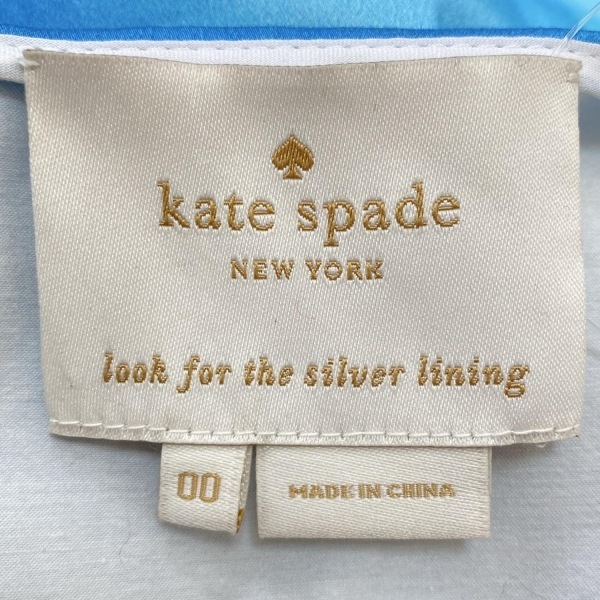 kate spade
NEW YORK
look for the silver lining
00
MADE IN CHINA